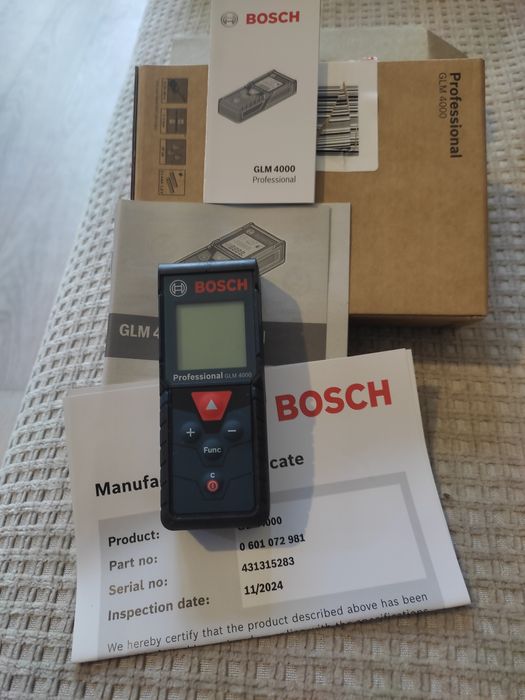 BOSCH
GLM 4000
Professional
Professional
GLM 4000
GLM 4
BOSCH
Professional GLM 4000
+
−
Func
C
BOSCH
Manufa cate
Product: 4000
Part no: 0 601 072 981
Serial no: 431315283
Inspection date: 11/2024
We hereby certify that the product described above has been